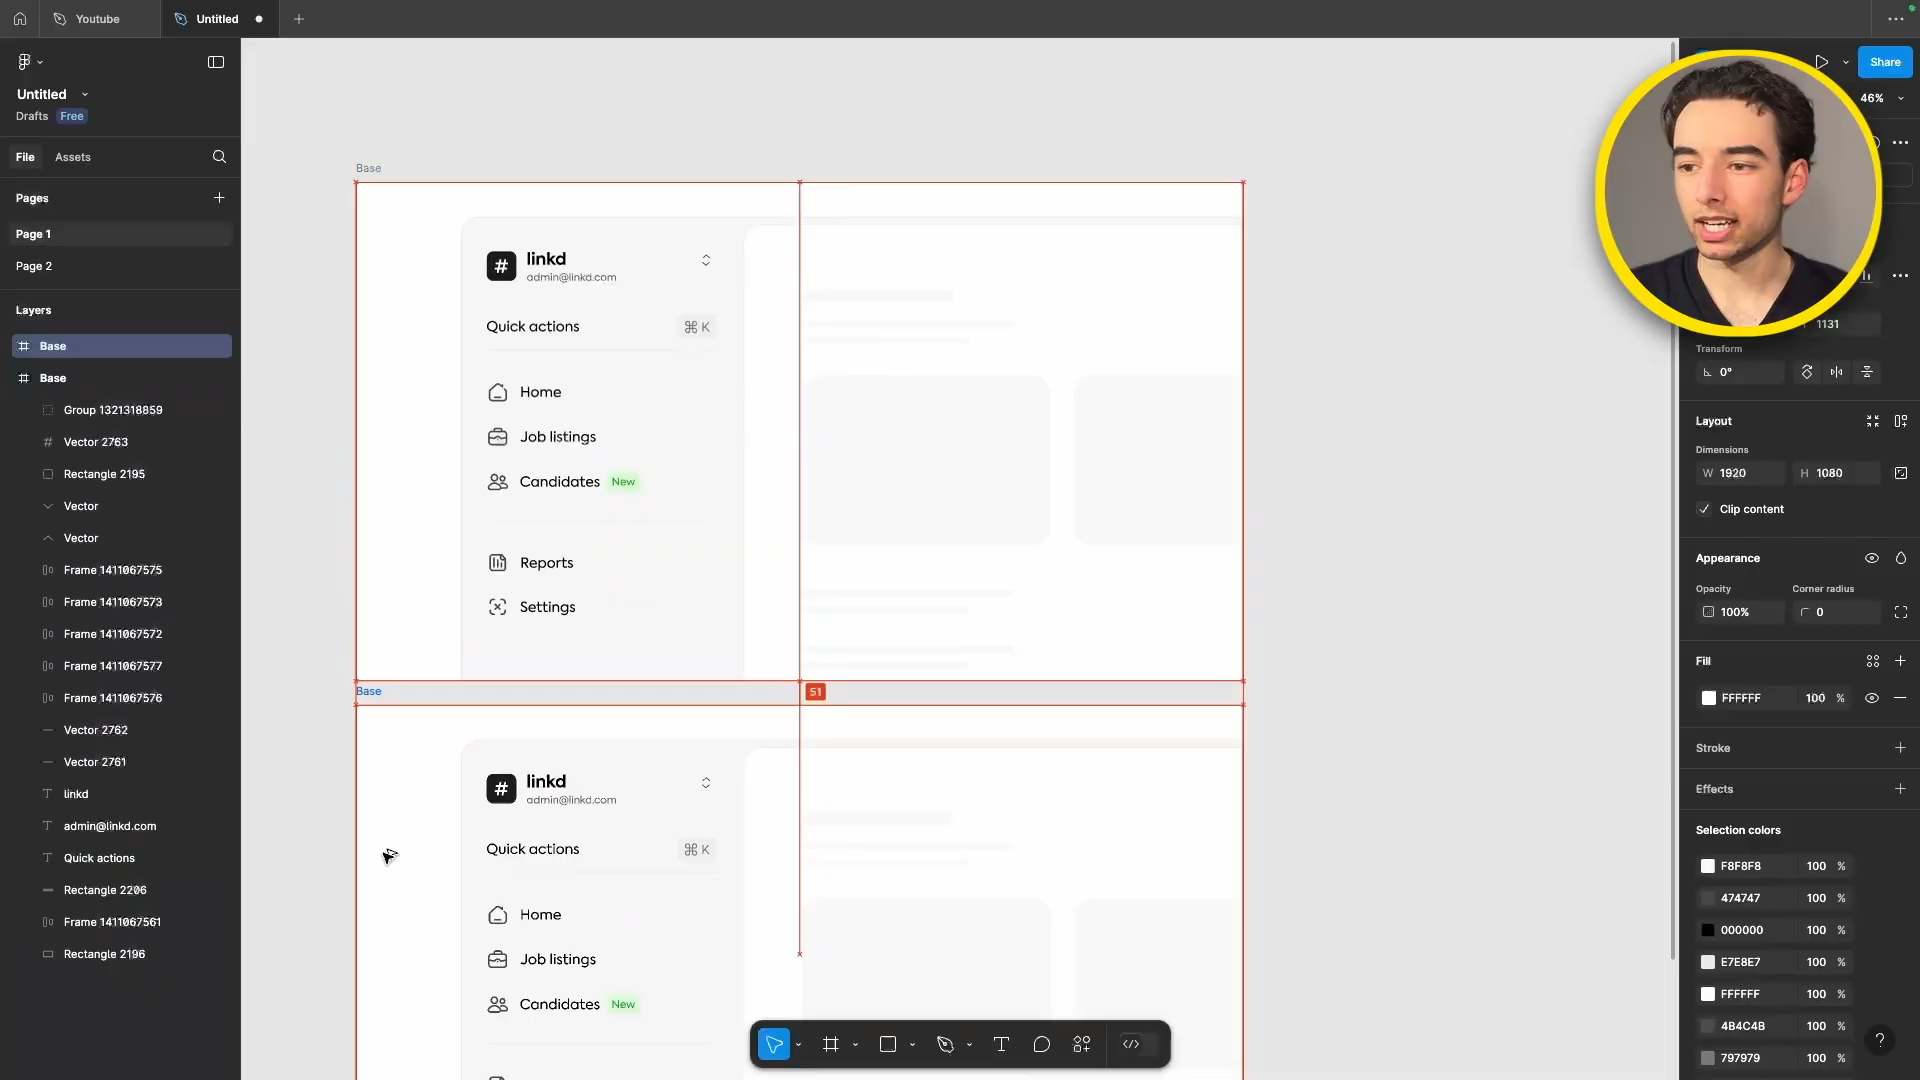 Youtube
Untitled
Untitled
Drafts Free
File Assets
Pages
Page 1
Page 2
Layers
Base
Base
Group 1321318859
Vector 2763
Rectangle 2195
Vector
Vector
Frame 1411067575
Frame 1411067573
Frame 1411067572
Frame 1411067577
Frame 1411067576
Vector 2762
Vector 2761
linkd
admin@linkd.com
Quick actions
Rectangle 2206
Frame 1411067561
Rectangle 2196
Base
linkd
admin@linkd.com
Quick actions ⌘ K
Home
Job listings
Candidates New
Reports
Settings
Base
51
linkd
admin@linkd.com
Quick actions ⌘ K
Home
Job listings
Candidates New
Share
46%
1131
Transform
0°
Layout
Dimensions
W 1920 H 1080
Clip content
Appearance
Opacity Corner radius
100% 0
Fill
FFFFFF 100 %
Stroke
Effects
Selection colors
F8F8F8 100 %
474747 100 %
000000 100 %
E7E8E7 100 %
FFFFFF 100 %
4B4C4B 100 %
797979 100 %
?